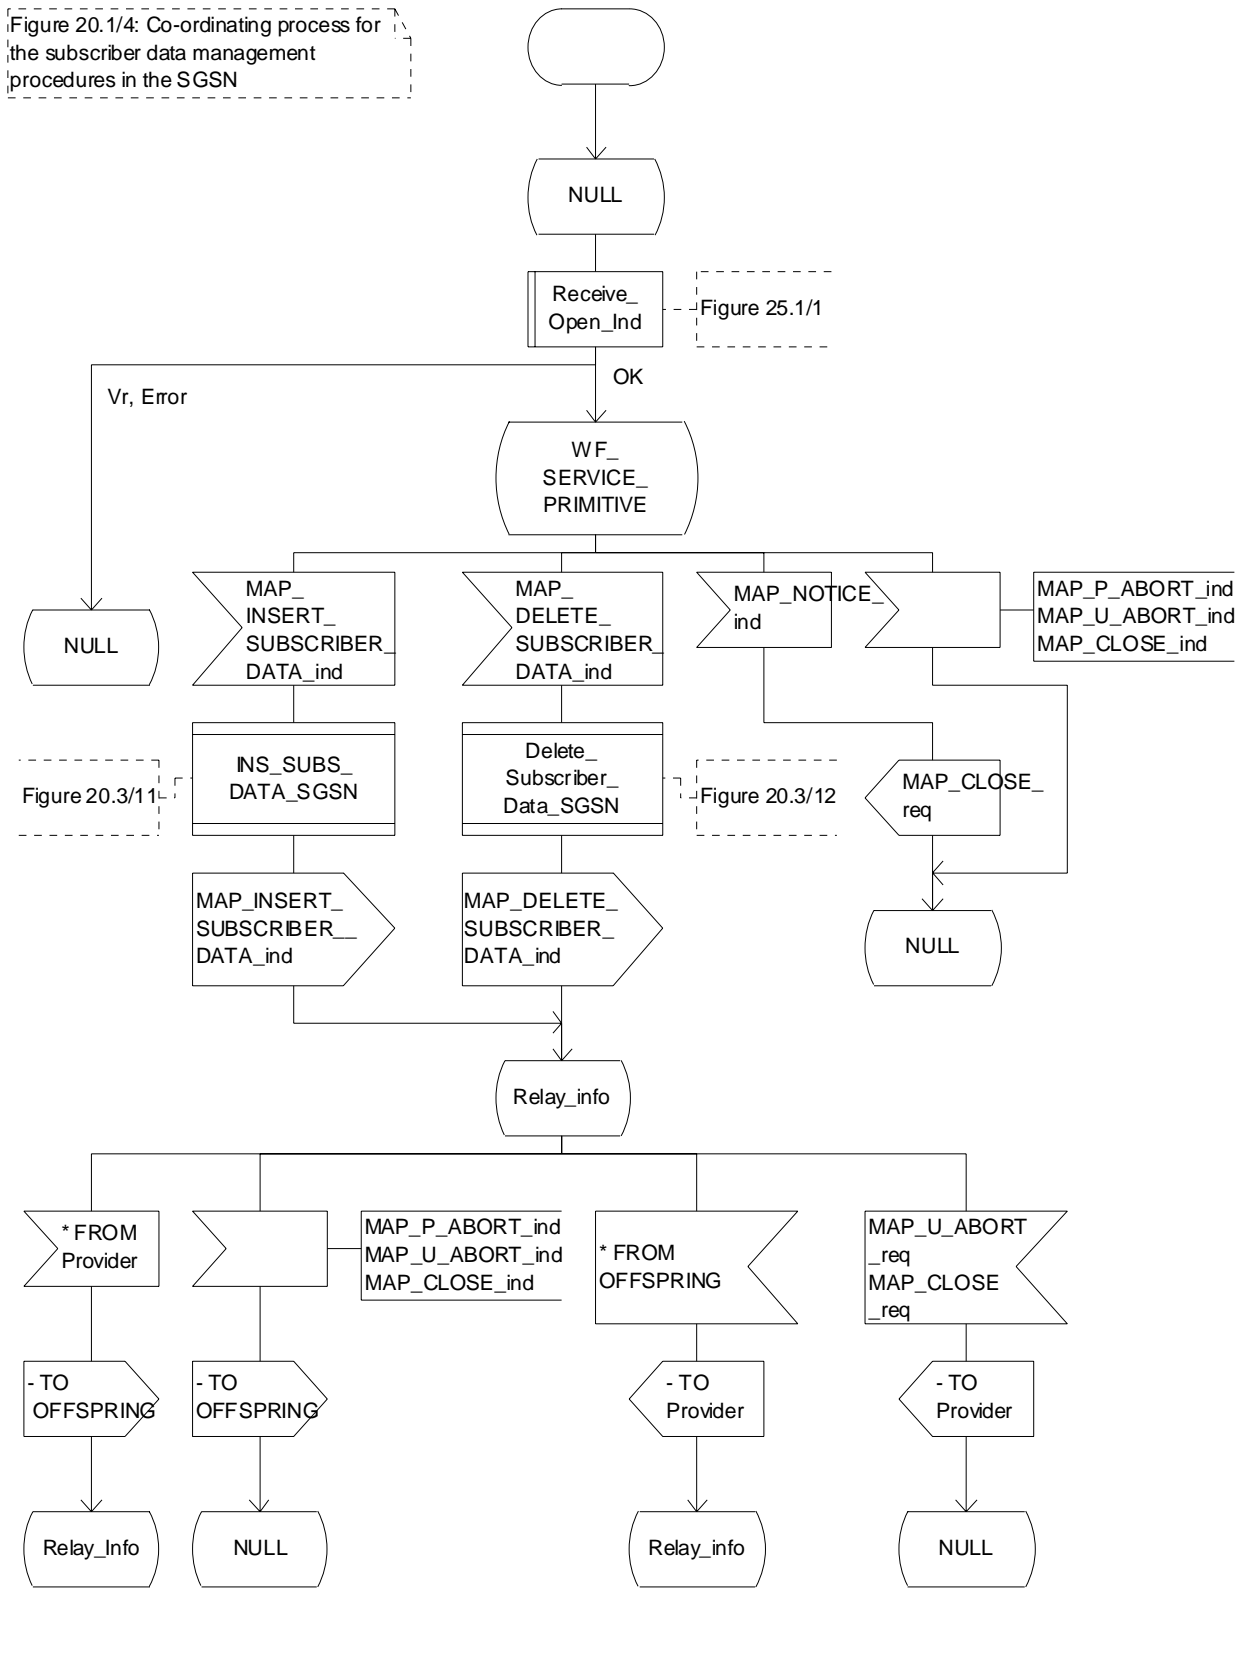 Figure 20.1/4: Co-ordinating process for
the subscriber data management
procedures in the SGSN
NULL
Receive_
Open_Ind
Figure 25.1/1
OK
Vr, Error
WF_
SERVICE_
PRIMITIVE
NULL
MAP_
INSERT_
SUBSCRIBER_
DATA_ind
MAP_
DELETE_
SUBSCRIBER_
DATA_ind
MAP_NOTICE_
ind
MAP_P_ABORT_ind
MAP_U_ABORT_ind
MAP_CLOSE_ind
Figure 20.3/11
INS_SUBS_
DATA_SGSN
Delete_
Subscriber_
Data_SGSN
Figure 20.3/12
MAP_CLOSE_
req
MAP_INSERT_
SUBSCRIBER__
DATA_ind
MAP_DELETE_
SUBSCRIBER_
DATA_ind
NULL
Relay_info
* FROM
Provider
MAP_P_ABORT_ind
MAP_U_ABORT_ind
MAP_CLOSE_ind
* FROM
OFFSPRING
MAP_U_ABORT
_req
MAP_CLOSE
_req
- TO
OFFSPRING
- TO
OFFSPRING
- TO
Provider
- TO
Provider
Relay_Info
NULL
Relay_info
NULL